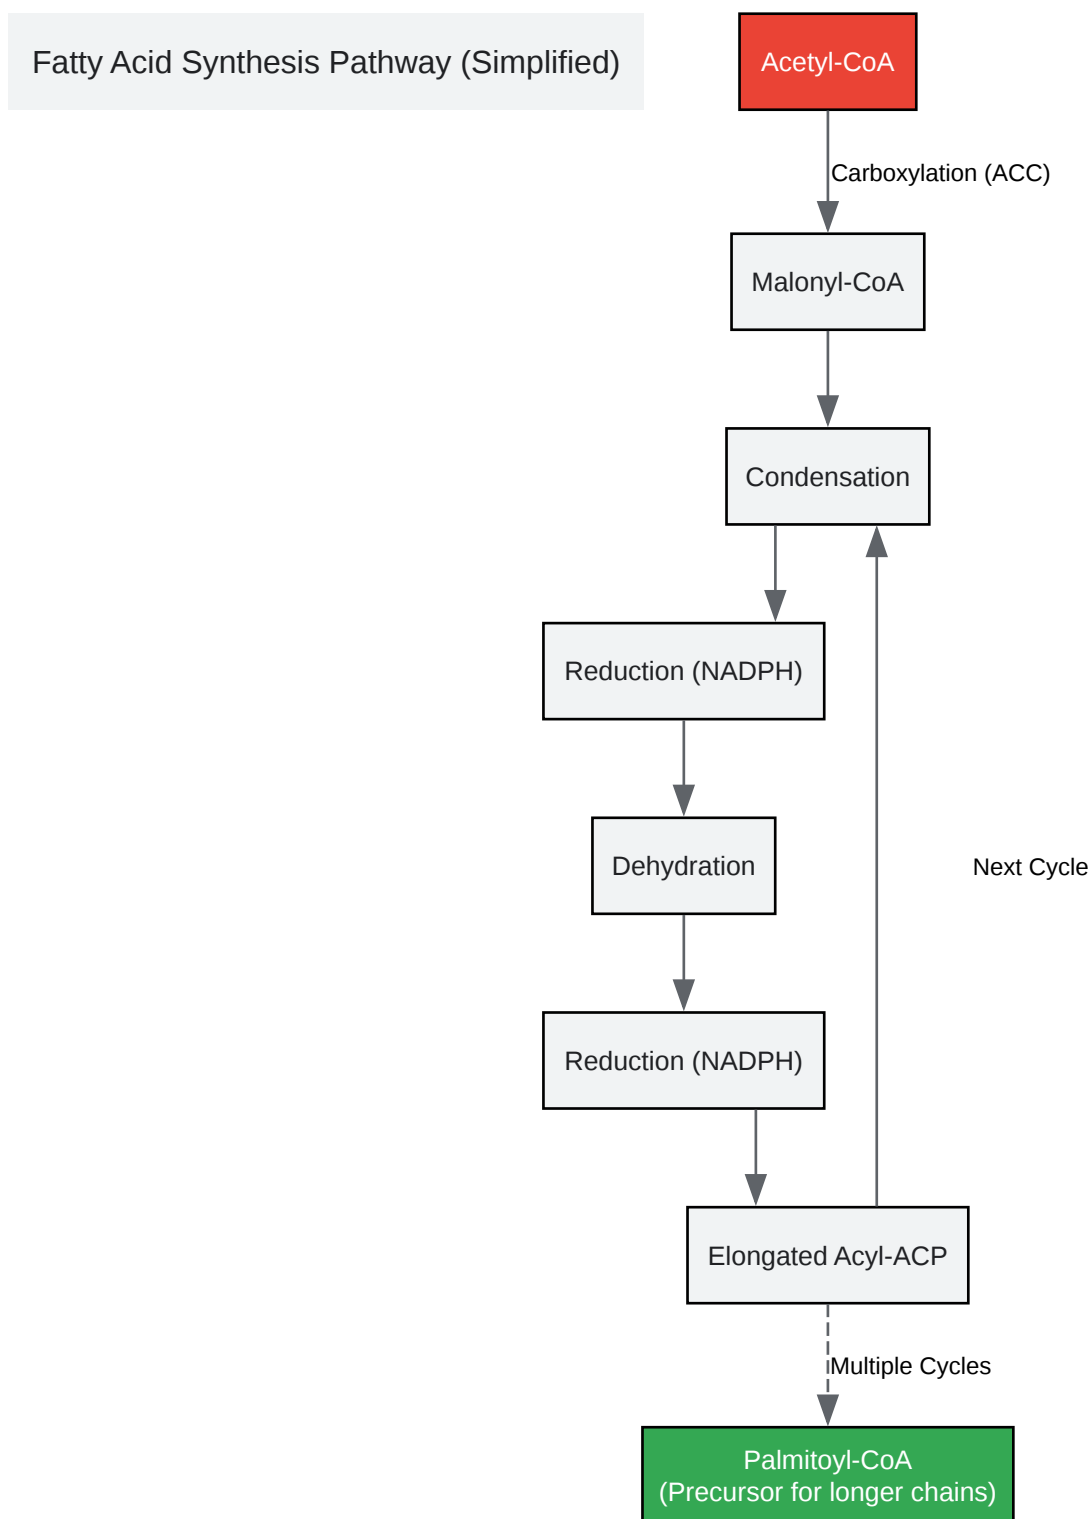 Fatty Acid Synthesis Pathway (Simplified)
Acetyl-CoA
Carboxylation (ACC)
Malonyl-CoA
Condensation
Reduction (NADPH)
Dehydration
Next Cycle
Reduction (NADPH)
Elongated Acyl-ACP
Multiple Cycles
Palmitoyl-CoA
(Precursor for longer chains)